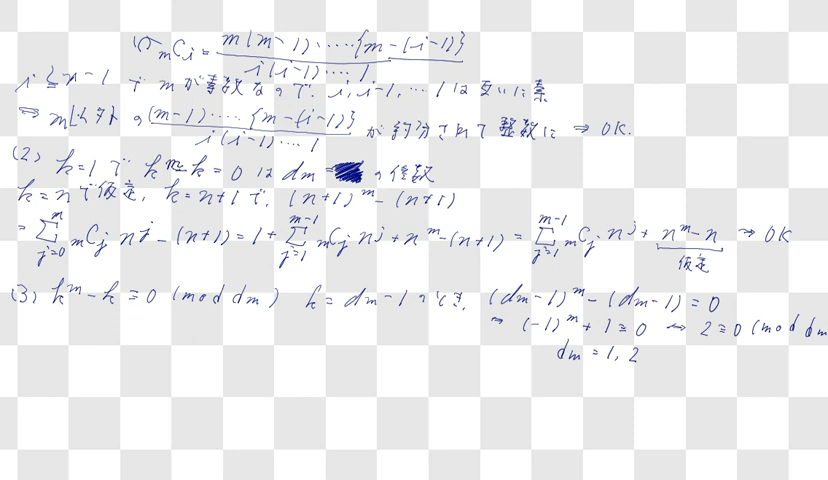 (1) mCi = m(m-1)・・・・・{m-(i-1)} / i(i-1)・・・・1
i ≦ m-1 で mが素数なので、i, i-1, … 1 は互いに素
⇒ m以外の (m-1)・・・・・{m-(i-1)} / i(i-1)・・・・1 が約分されて整数に ⇒ OK.
(2) k=1で k^m-k=0 は dm の倍数
k=nで仮定, k=n+1で, (n+1)^m-(n+1)
= Σ[j=0→m] mCj n^j -(n+1) = 1+ Σ[j=1→m-1] mCj n^j + n^m-(n+1) = Σ[j=1→m-1] mCj n^j + n^m-n ⇒ OK
仮定
(3) k^m-k≡0 (mod dm) k=dm-1のとき, (dm-1)^m-(dm-1)=0
⇒ (-1)^m+1≡0 ⇒ 2≡0 (mod dm
dm=1, 2